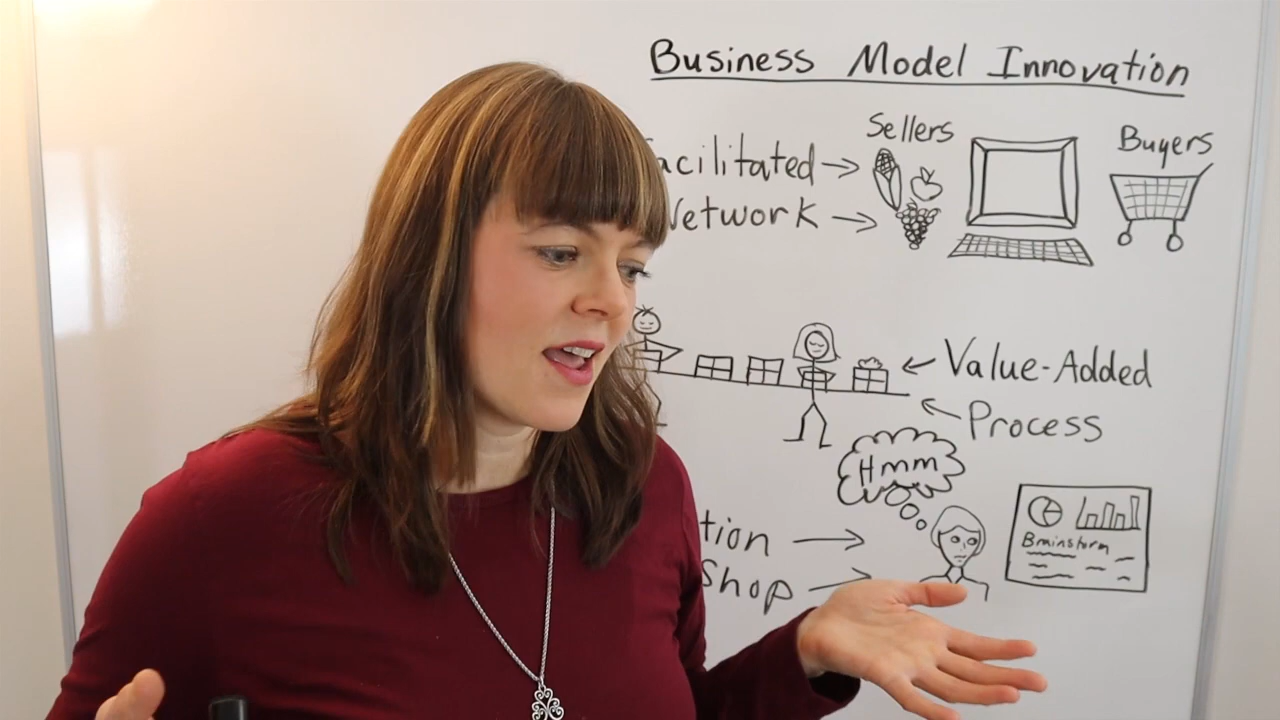 Business Model Innovation
Sellers
Buyers
acilitated
Network
Value-Added
Process
Hmm
Brainstorm
tion
Shop